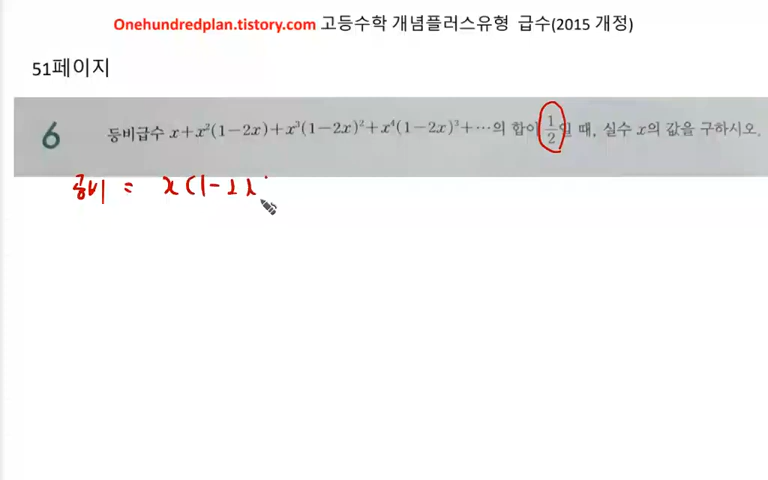 Onehundredplan.tistory.com 고등수학 개념플러스유형 급수(2015 개정)
51페이지
6 등비급수 x+x²(1-2x)+x³(1-2x)²+x⁴(1-2x)³+⋯의 합이 1/2일 때, 실수 x의 값을 구하시오.
공비 = x(1-2x